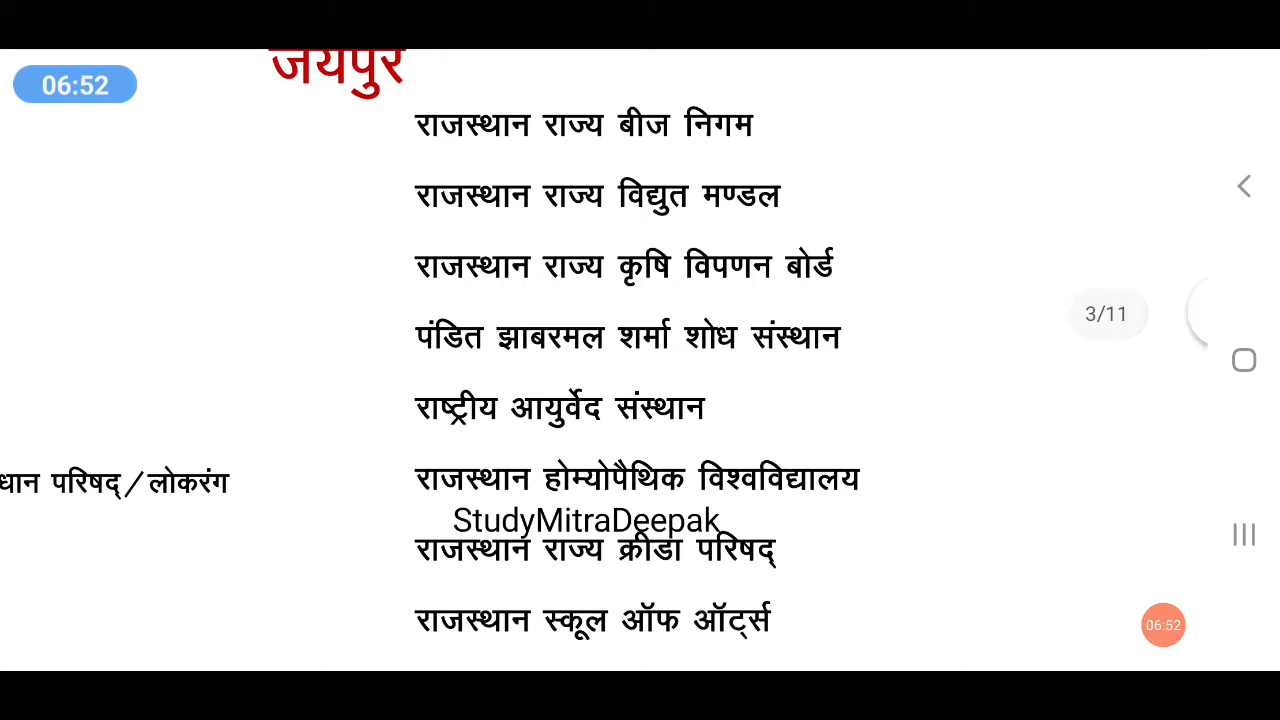 जयपुर
06:52
राजस्थान राज्य बीज निगम
राजस्थान राज्य विद्युत मण्डल
राजस्थान राज्य कृषि विपणन बोर्ड
3/11
पंडित झाबरमल शर्मा शोध संस्थान
राष्ट्रीय आयुर्वेद संस्थान
धान परिषद्/लोकरंग
राजस्थान होम्योपैथिक विश्वविद्यालय
StudyMitraDeepak
राजस्थान राज्य क्रीडा परिषद्
राजस्थान स्कूल ऑफ ऑर्ट्स
06:52